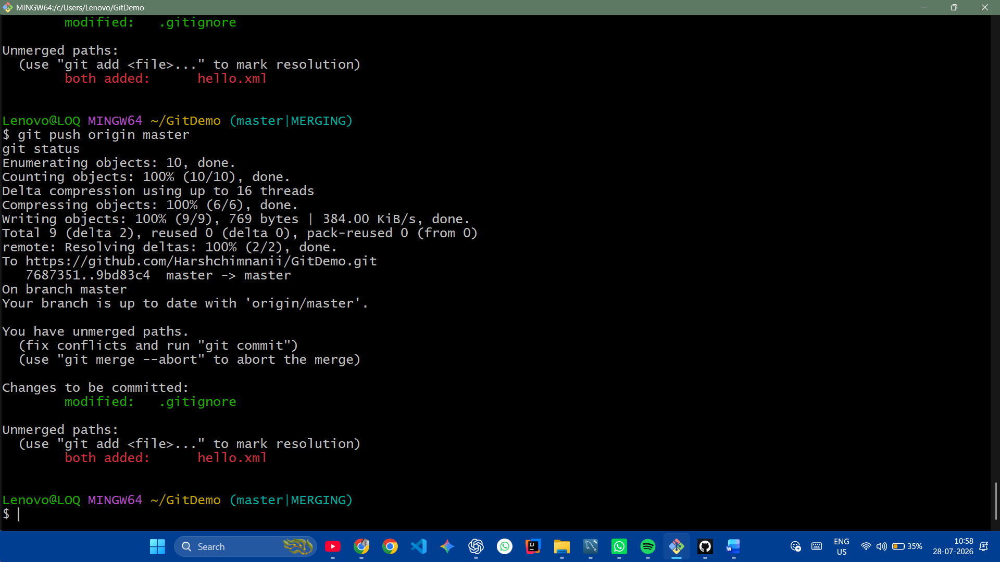 MINGW64:/c/Users/Lenovo/GitDemo
modified: .gitignore
Unmerged paths:
(use "git add <file>..." to mark resolution)
both added: hello.xml
Lenovo@LOQ MINGW64 ~/GitDemo (master|MERGING)
$ git push origin master
git status
Enumerating objects: 10, done.
Counting objects: 100% (10/10), done.
Delta compression using up to 16 threads
Compressing objects: 100% (6/6), done.
Writing objects: 100% (9/9), 769 bytes | 384.00 KiB/s, done.
Total 9 (delta 2), reused 0 (delta 0), pack-reused 0 (from 0)
remote: Resolving deltas: 100% (2/2), done.
To https://github.com/Harshchimnanii/GitDemo.git
7687351..9bd83c4 master -> master
On branch master
Your branch is up to date with 'origin/master'.
You have unmerged paths.
(fix conflicts and run "git commit")
(use "git merge --abort" to abort the merge)
Changes to be committed:
modified: .gitignore
Unmerged paths:
(use "git add <file>..." to mark resolution)
both added: hello.xml
Lenovo@LOQ MINGW64 ~/GitDemo (master|MERGING)
$
Search
ENG
US
35%
10:58
28-07-2026